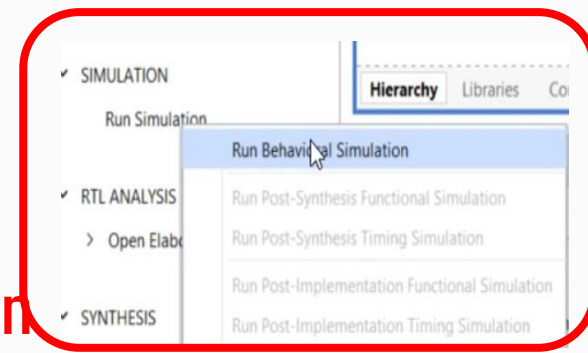 SIMULATION
Hierarchy Libraries
Run Simulation
Run Behavioral Simulation
RTL ANALYSIS
Run Post-Synthesis Functional Simulation
Open
Run Post-Synthesis Timing Simulation
Run Post-Implementation Functional Simulation
SYNTHESIS
Run Post-Implementation Timing Simulation
n